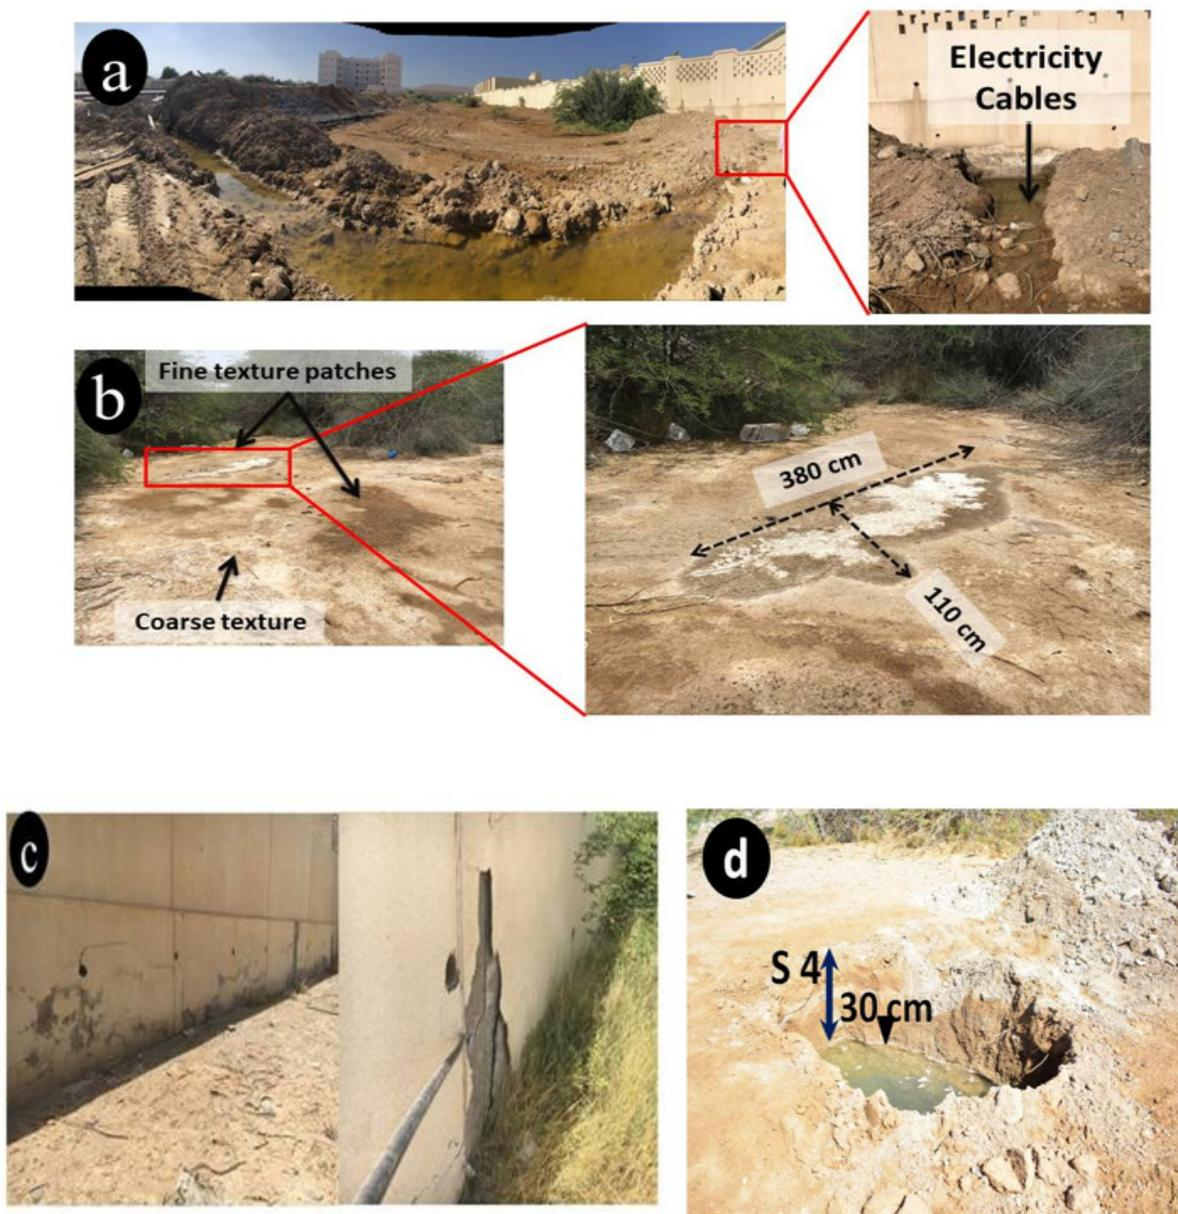 a
Electricity
Cables
b
Fine texture patches
Coarse texture
380 cm
110 cm
c
d
S 4
30 cm